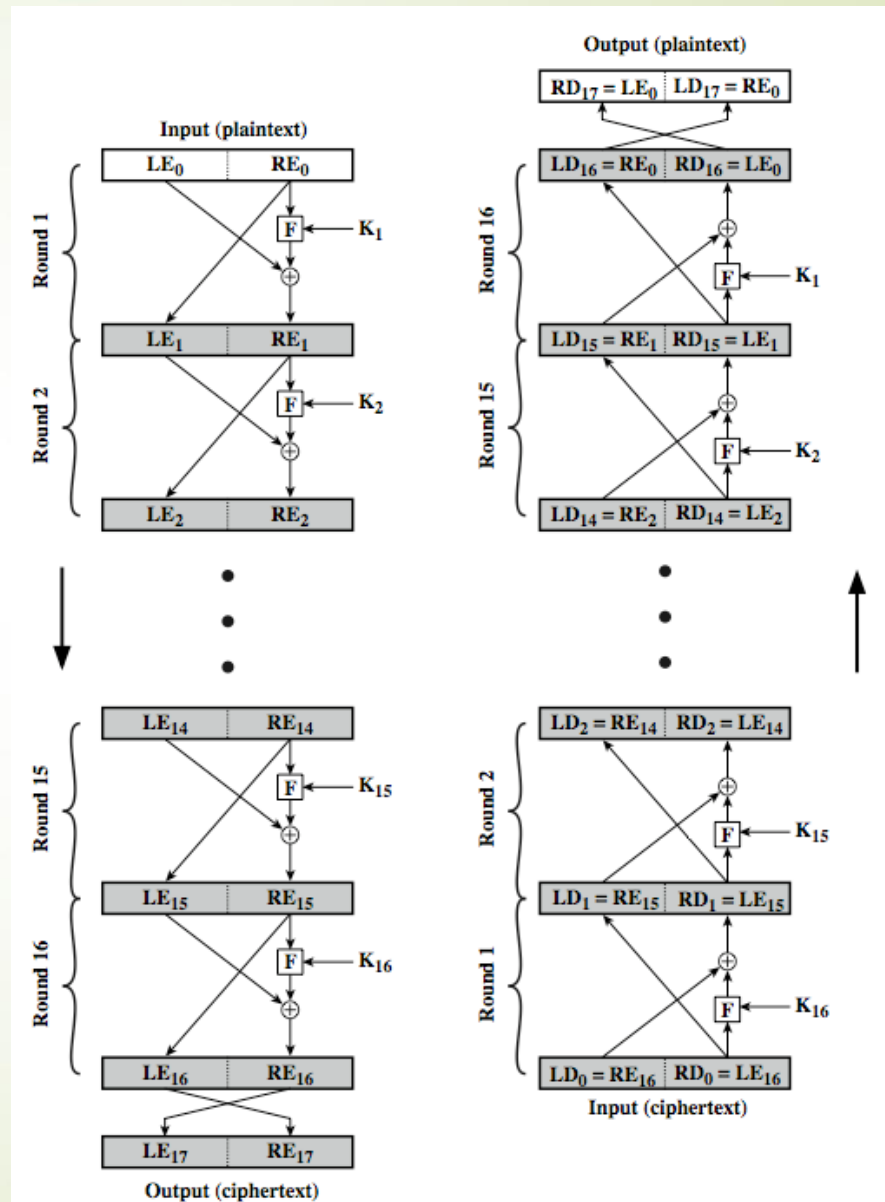 Input (plaintext)
LE₀ RE₀
Round 1
F K₁
LE₁ RE₁
Round 2
F K₂
LE₂ RE₂
LE₁₄ RE₁₄
Round 15
F K₁₅
LE₁₅ RE₁₅
Round 16
F K₁₆
LE₁₆ RE₁₆
LE₁₇ RE₁₇
Output (ciphertext)
Output (plaintext)
RD₁₇ = LE₀ LD₁₇ = RE₀
LD₁₆ = RE₀ RD₁₆ = LE₀
Round 16
F K₁
LD₁₅ = RE₁ RD₁₅ = LE₁
Round 15
F K₂
LD₁₄ = RE₂ RD₁₄ = LE₂
LD₂ = RE₁₄ RD₂ = LE₁₄
Round 2
F K₁₅
LD₁ = RE₁₅ RD₁ = LE₁₅
Round 1
F K₁₆
LD₀ = RE₁₆ RD₀ = LE₁₆
Input (ciphertext)